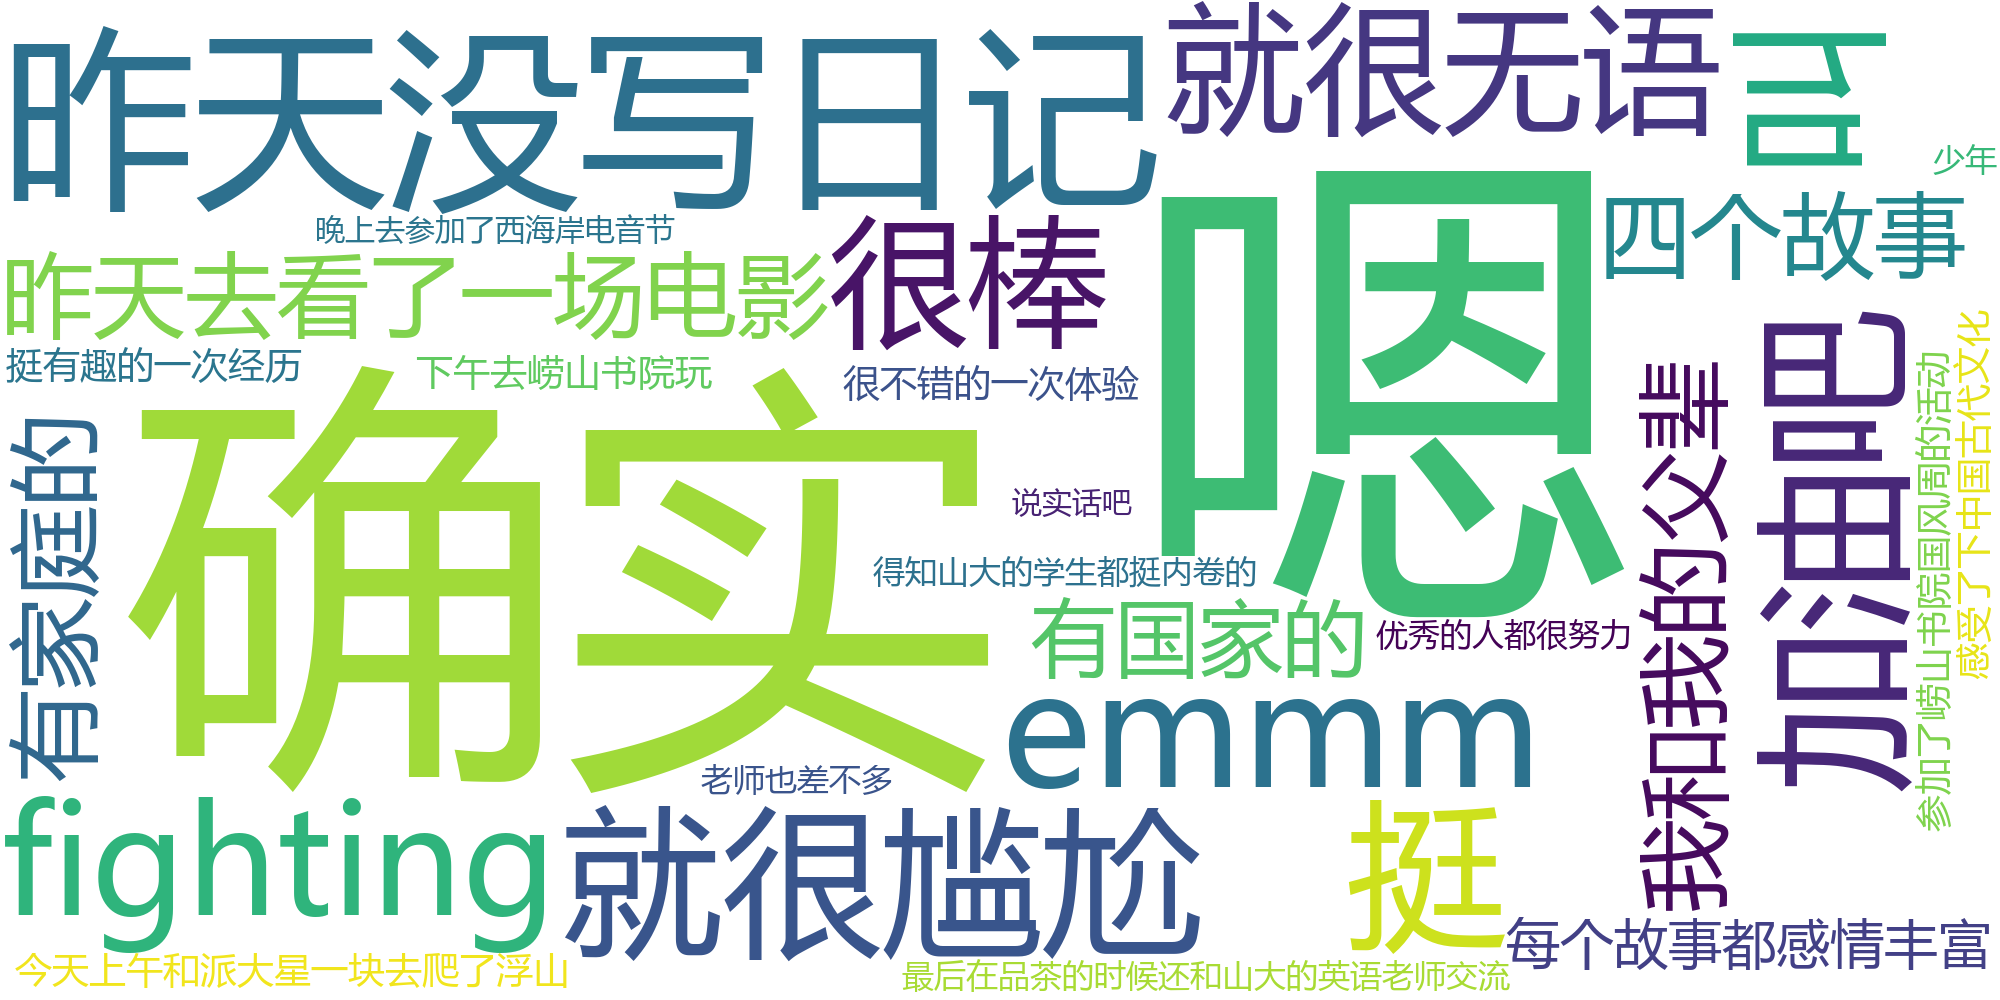 昨天没写日记
就很无语
叫
少年
四个故事
晚上去参加了西海岸电音节
很棒
昨天去看了一场电影
嗯
挺有趣的一次经历
下午去崂山书院玩
很不错的一次体验
加油吧
感受了下中国古代文化
参加了崂山书院国风周的活动
我和我的父辈
有家庭的
确实
说实话吧
得知山大的学生都挺内卷的
有国家的
优秀的人都很努力
emmm
老师也差不多
fighting
就很尴尬
挺
每个故事都感情丰富
今天上午和派大星一块去爬了浮山
最后在品茶的时候还和山大的英语老师交流